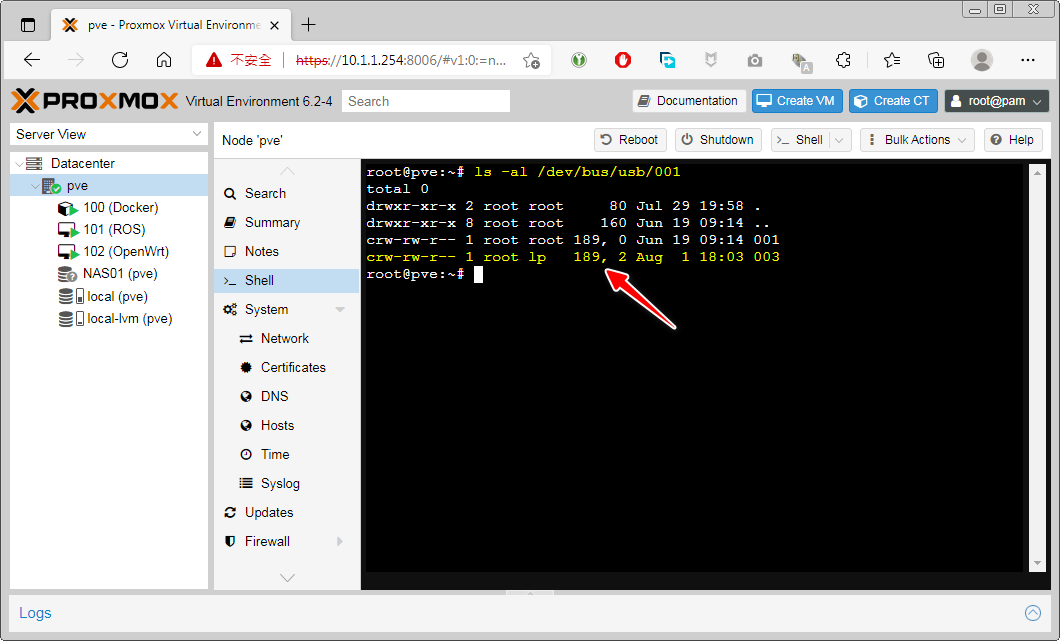 pve - Proxmox Virtual Environme
不安全
https://10.1.1.254:8006/#v1:0:=n...
PROXMOX Virtual Environment 6.2-4
Search
Documentation
Create VM
Create CT
root@pam
Server View
Node 'pve'
Reboot
Shutdown
Shell
Bulk Actions
Help
Datacenter
pve
100 (Docker)
101 (ROS)
102 (OpenWrt)
NAS01 (pve)
local (pve)
local-lvm (pve)
Search
Summary
Notes
Shell
System
Network
Certificates
DNS
Hosts
Time
Syslog
Updates
Firewall
root@pve:~# ls -al /dev/bus/usb/001
total 0
drwxr-xr-x 2 root root     80 Jul 29 19:58 .
drwxr-xr-x 8 root root    160 Jun 19 09:14 ..
crw-rw-r-- 1 root root 189, 0 Jun 19 09:14 001
crw-rw-r-- 1 root lp   189, 2 Aug  1 18:03 003
root@pve:~#
Logs